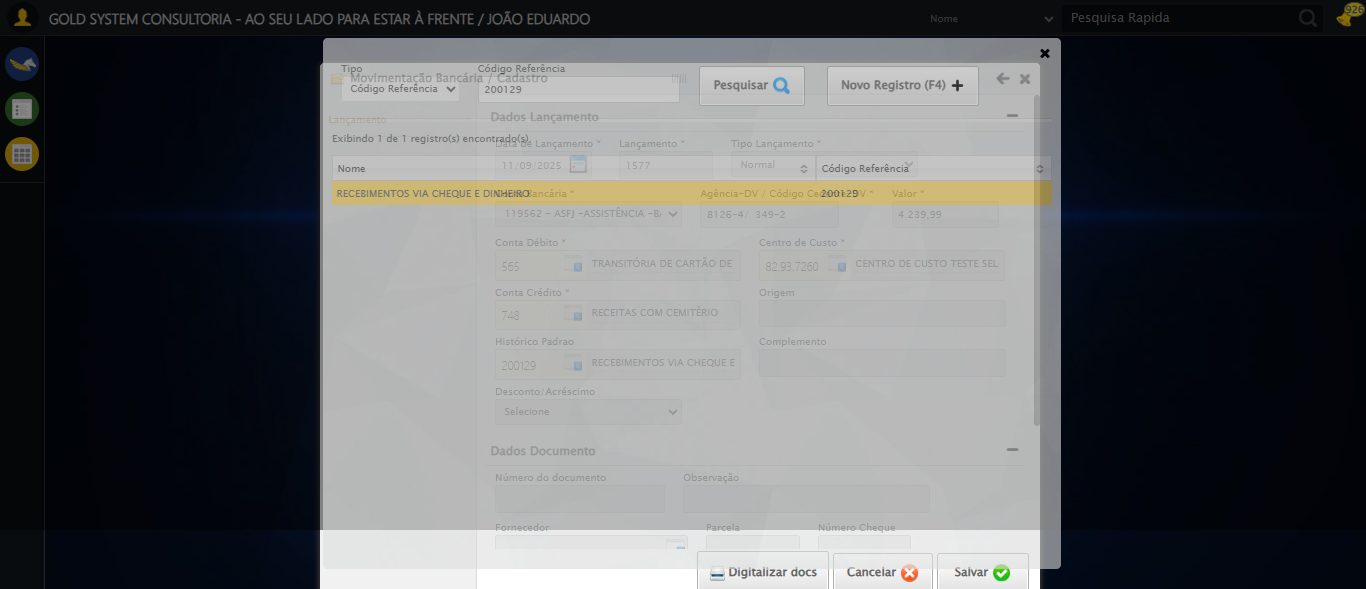 GOLD SYSTEM CONSULTORIA - AO SEU LADO PARA ESTAR À FRENTE / JOÃO EDUARDO
Nome
Pesquisa Rapida
926
Tipo
Código Referência
Movimentação Bancária / Cadastro
Código Referência
200129
Pesquisar
Novo Registro (F4)
Lançamento
Dados Lançamento
Exibindo 1 de 1 registro(s) encontrado(s)
Data de Lançamento *
Lançamento *
Tipo Lançamento *
11/09/2025
1577
Normal
Nome
Código Referência
RECEBIMENTOS VIA CHEQUE E DINHEIRO
200129
Bancária *
Agência-DV / Código
DV *
Valor *
119562 - ASFJ -ASSISTÊNCIA -B
8126-4/ 349-2
4.239,99
Conta Débito *
Centro de Custo *
565
TRANSITÓRIA DE CARTÃO DE
82.93.7260
CENTRO DE CUSTO TESTE SEL
Conta Crédito *
Origem
748
RECEITAS COM CEMITÉRIO
Histórico Padrao
Complemento
200129
RECEBIMENTOS VIA CHEQUE E
Desconto/Acréscimo
Selecione
Dados Documento
Número do documento
Observação
Fornecedor
Parcela
Número Cheque
Digitalizar docs
Cancelar
Salvar